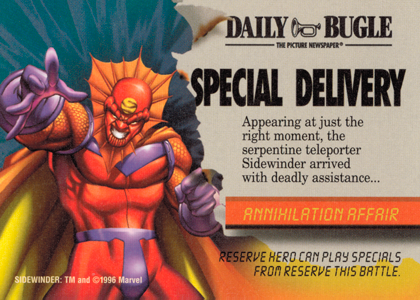 DAILY BUGLE
THE PICTURE NEWSPAPER®
SPECIAL DELIVERY
Appearing at just the
right moment, the
serpentine teleporter
Sidewinder arrived
with deadly assistance...
ANNIHILATION AFFAIR
RESERVE HERO CAN PLAY SPECIALS
FROM RESERVE THIS BATTLE.
SIDEWINDER: TM and ©1996 Marvel